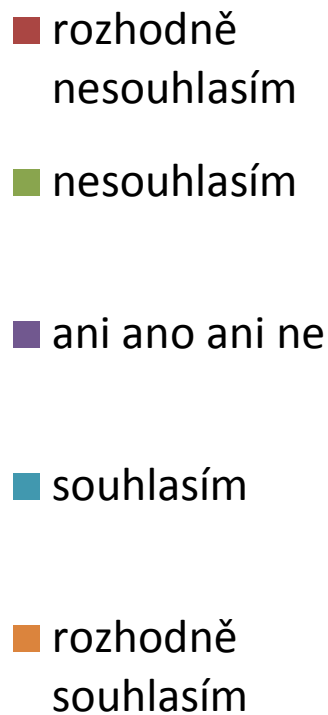 rozhodně
nesouhlasím
nesouhlasím
ani ano ani ne
souhlasím
rozhodně
souhlasím